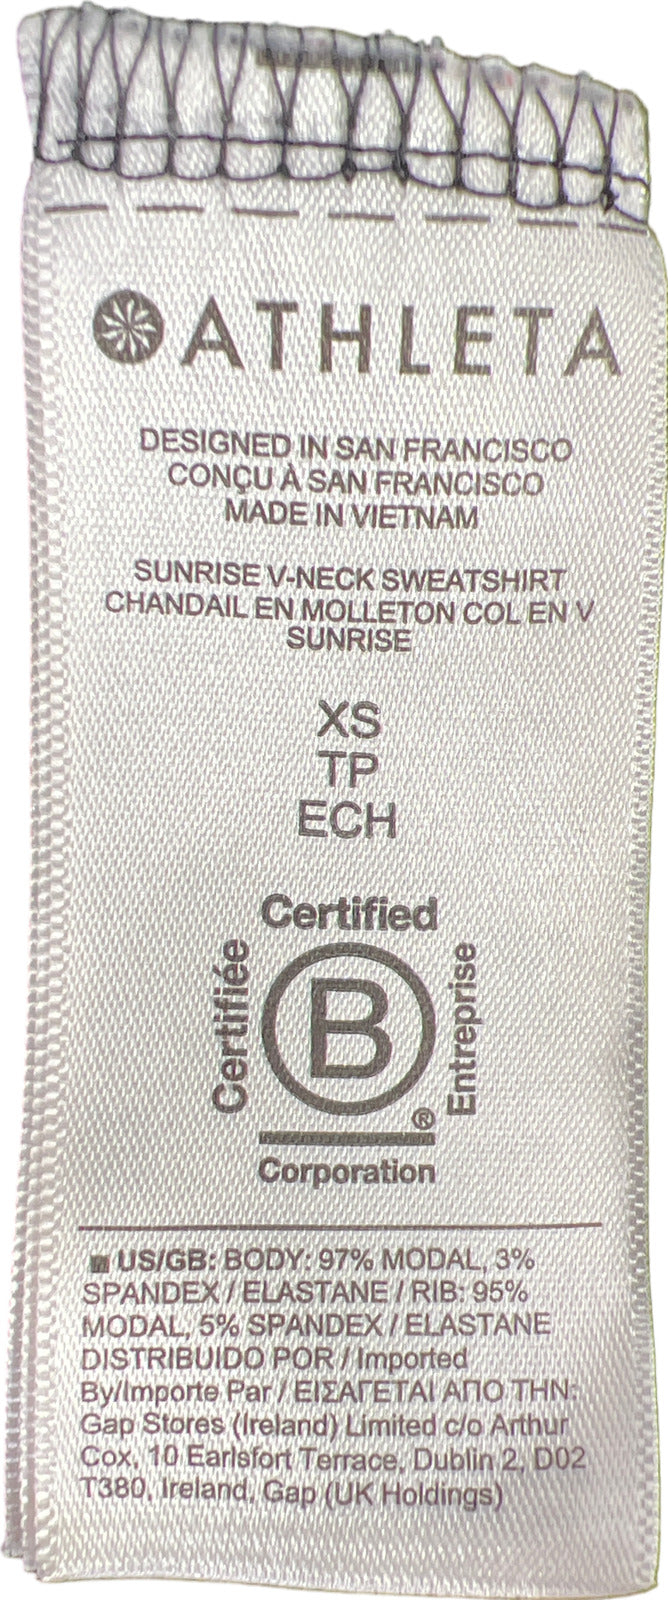 ATHLETA
DESIGNED IN SAN FRANCISCO
CONÇU À SAN FRANCISCO
MADE IN VIETNAM
SUNRISE V-NECK SWEATSHIRT
CHANDAIL EN MOLLETON COL EN V
SUNRISE
XS
TP
ECH
Certified
Certifiée
B
Entreprise
®
Corporation
US/GB: BODY: 97% MODAL, 3%
SPANDEX / ELASTANE / RIB: 95%
MODAL, 5% SPANDEX / ELASTANE
DISTRIBUIDO POR / Imported
By/Importe Par / ΕΙΣΑΓΕΤΑΙ ΑΠΟ ΤΗΝ:
Gap Stores (Ireland) Limited c/o Arthur
Cox, 10 Earlsfort Terrace, Dublin 2, D02
T380, Ireland, Gap (UK Holdings)